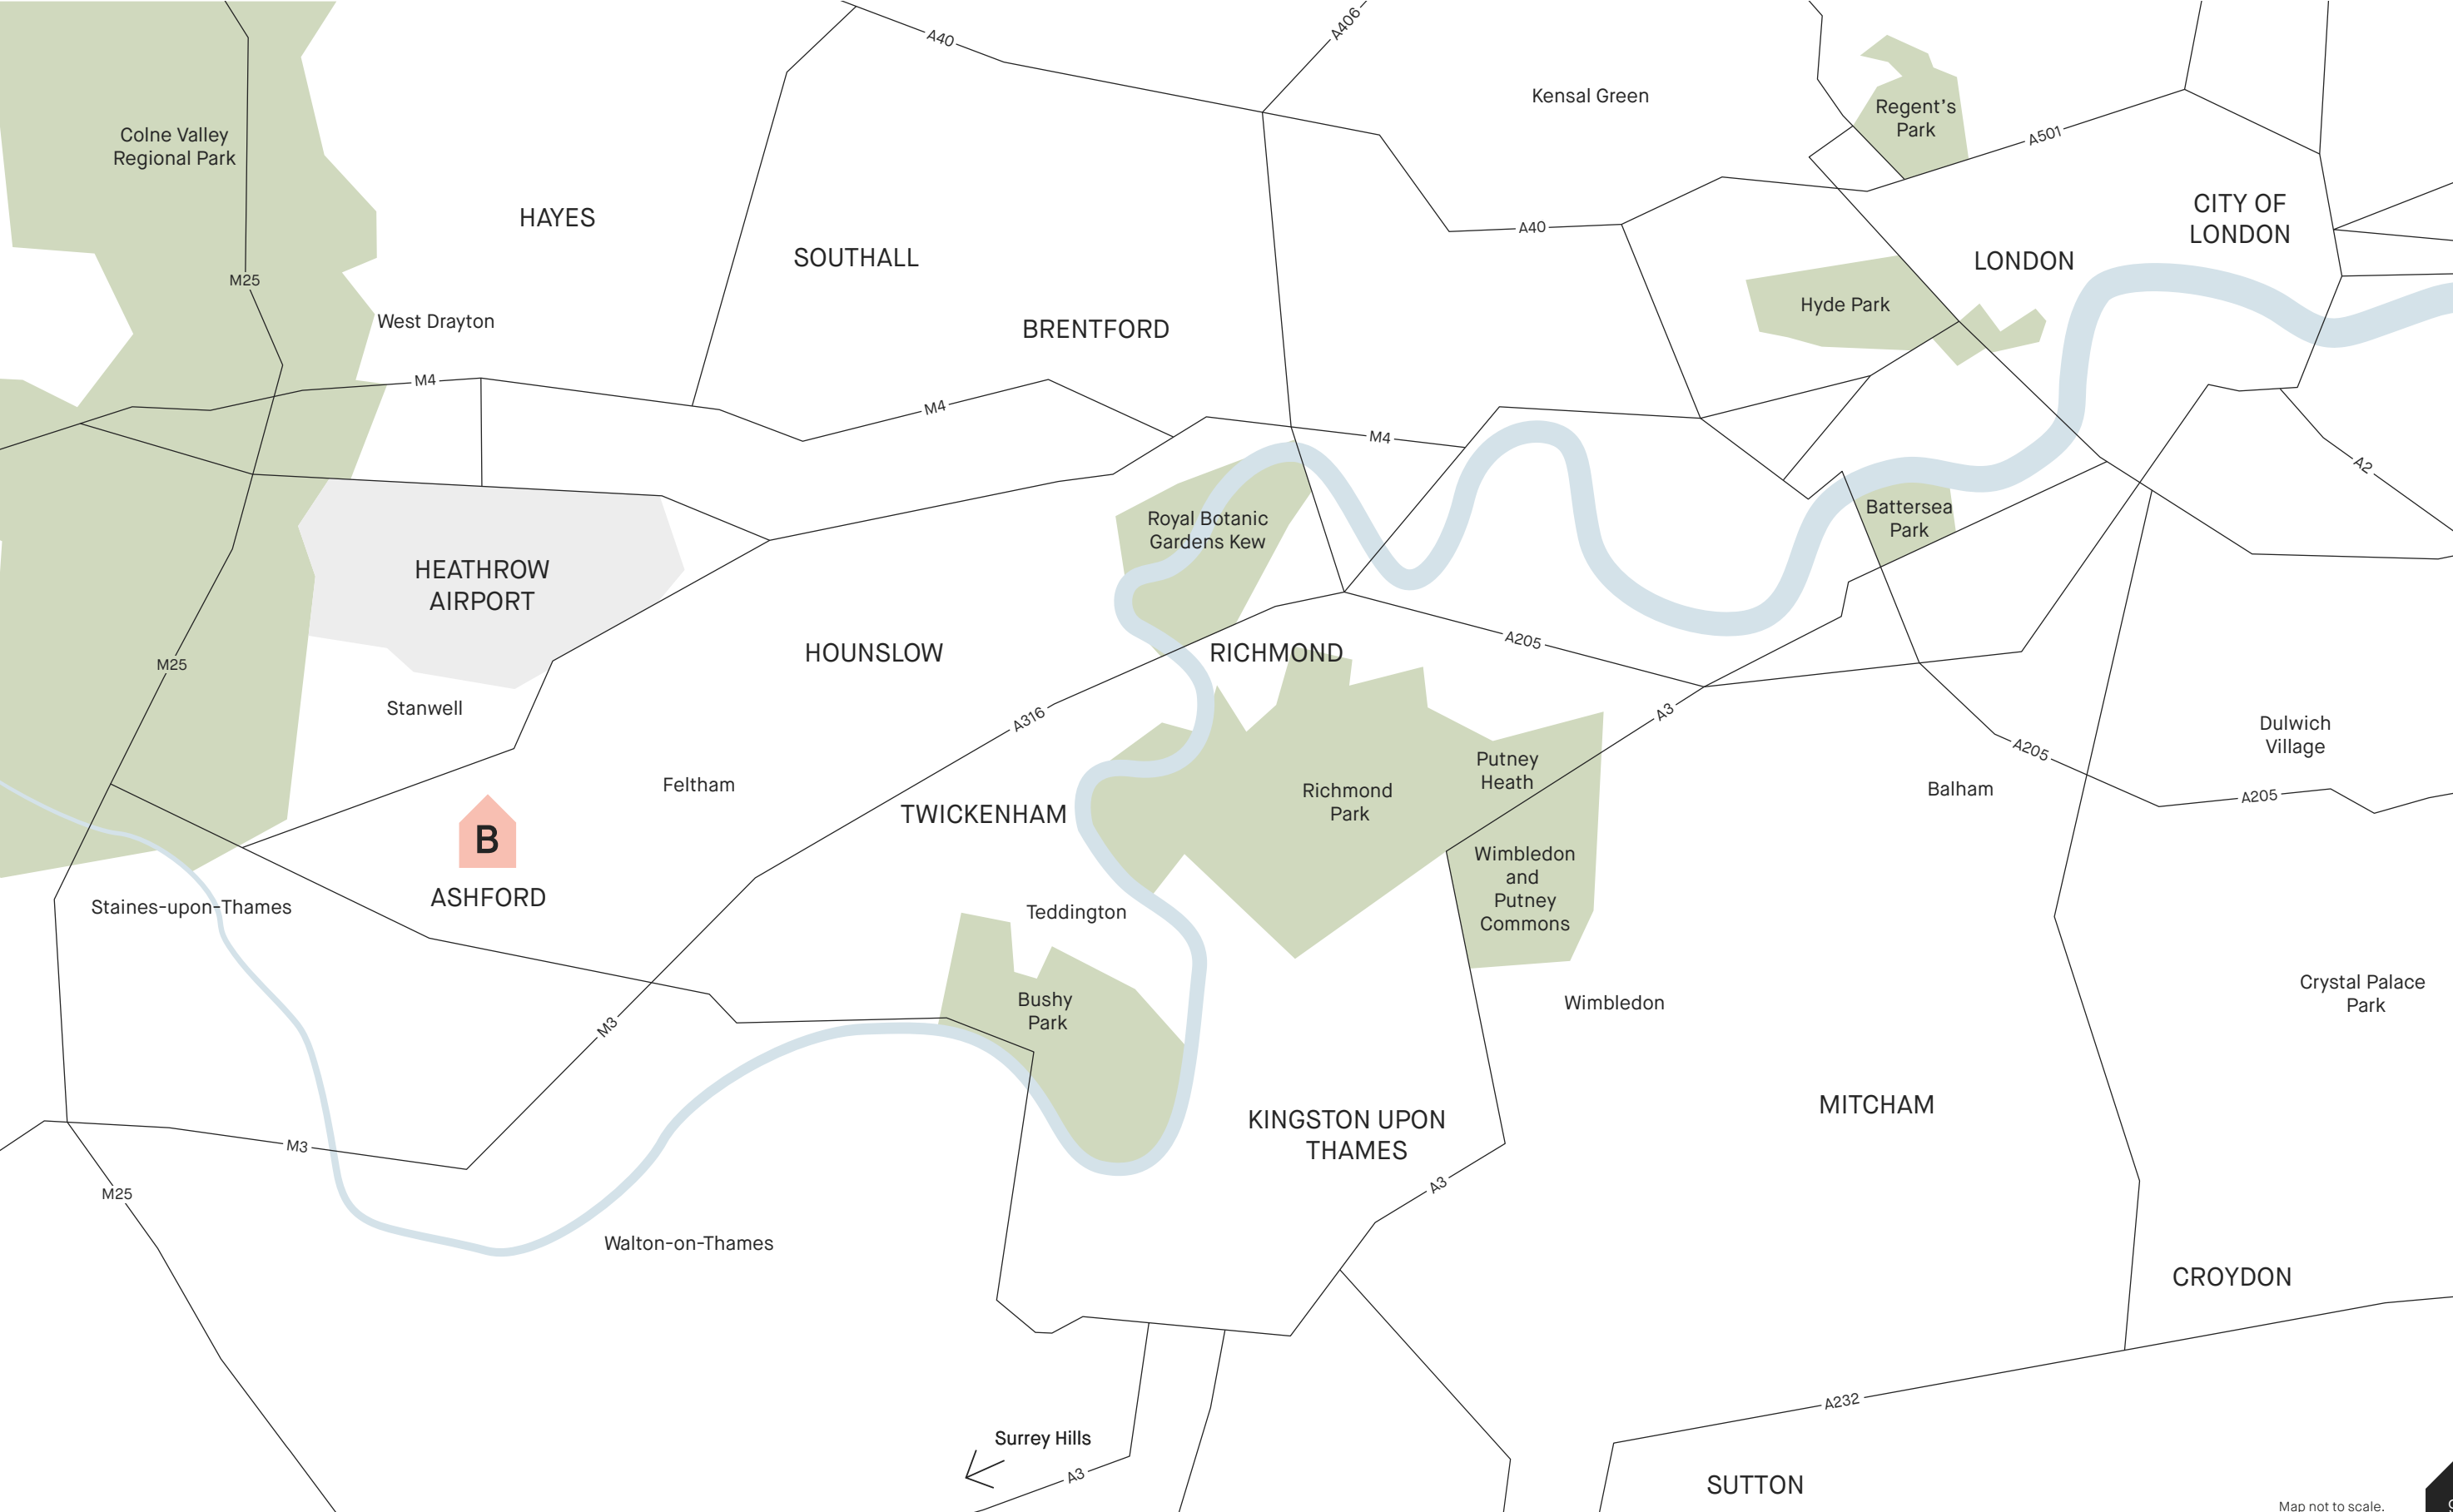 A40
A406
Kensal Green
Regent's
Park
A501
Colne Valley
Regional Park
HAYES
SOUTHALL
A40
CITY OF
LONDON
LONDON
M25
Hyde Park
West Drayton
BRENTFORD
M4
M4
M4
A2
Royal Botanic
Gardens Kew
Battersea
Park
HEATHROW
AIRPORT
HOUNSLOW
RICHMOND
A205
M25
Stanwell
A316
A3
Dulwich
Village
A205
Feltham
Putney
Heath
Balham
A205
Richmond
Park
TWICKENHAM
B
ASHFORD
Wimbledon
and
Putney
Commons
Staines-upon-Thames
Teddington
Bushy
Park
Wimbledon
Crystal Palace
Park
M3
MITCHAM
KINGSTON UPON
THAMES
M3
M25
A3
Walton-on-Thames
CROYDON
A232
Surrey Hills
A3
SUTTON
Map not to scale.